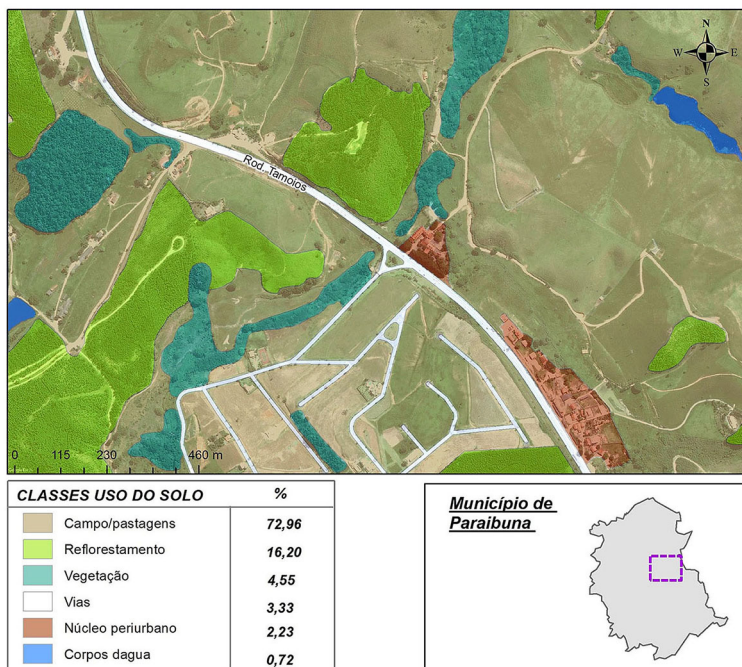 N
W E
S
Rod. Tamoios
0 115 230 460 m
CLASSES USO DO SOLO %
Campo/pastagens 72,96
Reflorestamento 16,20
Vegetação 4,55
Vias 3,33
Núcleo periurbano 2,23
Corpos dagua 0,72
Município de
Paraibuna